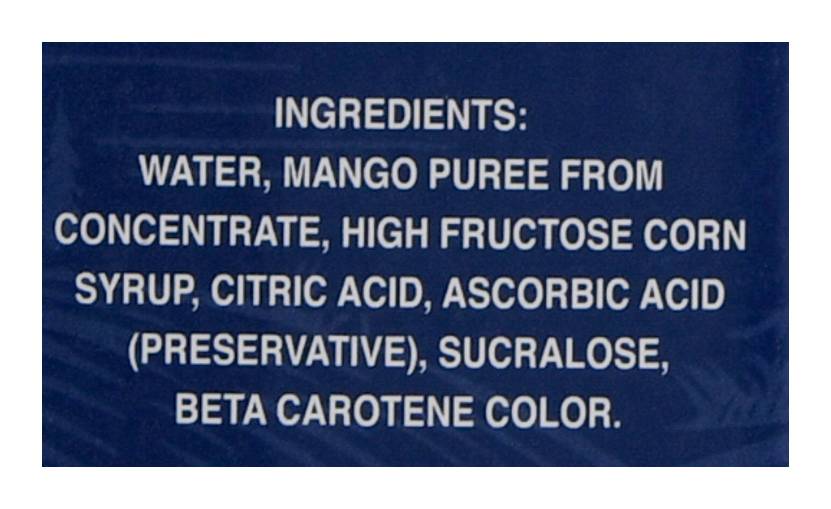 INGREDIENTS:
WATER, MANGO PUREE FROM
CONCENTRATE, HIGH FRUCTOSE CORN
SYRUP, CITRIC ACID, ASCORBIC ACID
(PRESERVATIVE), SUCRALOSE,
BETA CAROTENE COLOR.